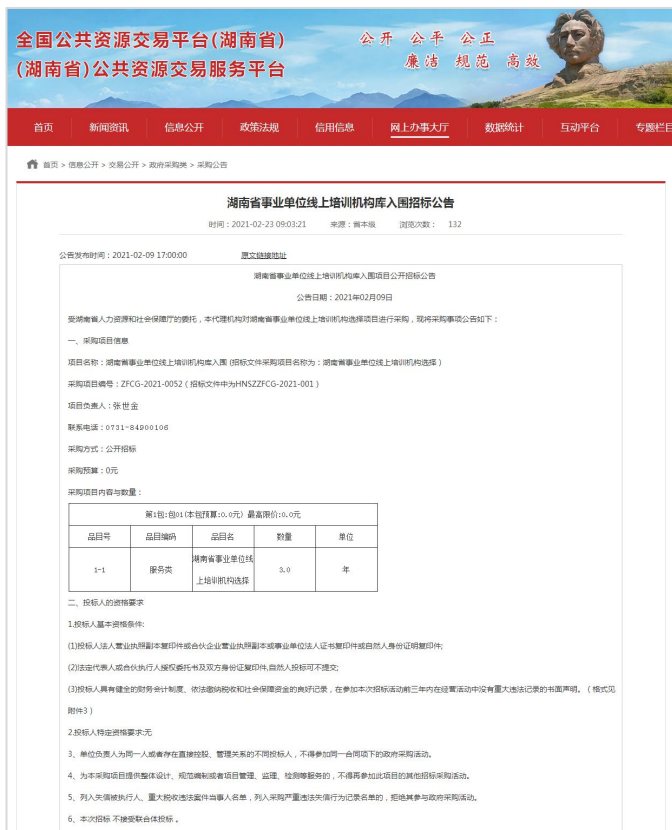 全国公共资源交易平台(湖南省)
(湖南省)公共资源交易服务平台
公开 公平 公正
廉洁 规范 高效
首页 新闻资讯 信息公开 政策法规 信用信息 网上办事大厅 数据统计 互动平台 专题栏目
首页 > 信息公开 > 交易公开 > 政府采购类 > 采购公告
湖南省事业单位线上培训机构库入围招标公告
时间：2021-02-23 09:03:21 来源：省本级 浏览次数： 132
公告发布时间：2021-02-09 17:00:00 原文链接地址
湖南省事业单位线上培训机构库入围项目公开招标公告
公告日期：2021年02月09日
受湖南省人力资源和社会保障厅的委托，本代理机构对湖南省事业单位线上培训机构选择项目进行采购，现将采购事项公告如下：
一、采购项目信息
项目名称：湖南省事业单位线上培训机构库入围 (招标文件采购项目名称为：湖南省事业单位线上培训机构选择）
采购项目编号：ZFCG-2021-0052（ 招标文件中为HNSZZFCG-2021-001 ）
项目负责人：张世金
联系电话：0731-84900106
采购方式：公开招标
采购预算：0元
采购项目内容与数量：
第1包:包01(本包预算:0.0元) 最高限价:0.0元
品目号 品目编码 品目名 数量 单位
1-1 服务类 湖南省事业单位线上培训机构选择 3.0 年
二、投标人的资格要求
1.投标人基本资格条件:
(1)投标人法人营业执照副本复印件或合伙企业营业执照副本或事业单位法人证书复印件或自然人身份证明复印件;
(2)法定代表人或合伙执行人授权委托书及双方身份证复印件,自然人投标可不提交;
(3)投标人具有健全的财务会计制度、依法缴纳税收和社会保障资金的良好记录，在参加本次招标活动前三年内在经营活动中没有重大违法记录的书面声明。（ 格式见
附件3 ）
2.投标人特定资格要求:无
3、单位负责人为同一人或者存在直接控股、管理关系的不同投标人，不得参加同一合同项下的政府采购活动。
4、为本采购项目提供整体设计、规范编制或者项目管理、监理、检测等服务的，不得再参加此项目的其他招标采购活动。
5、列入失信被执行人、重大税收违法案件当事人名单，列入采购严重违法失信行为记录名单的，拒绝其参与政府采购活动。
6、本次招标 不接受联合体投标 。